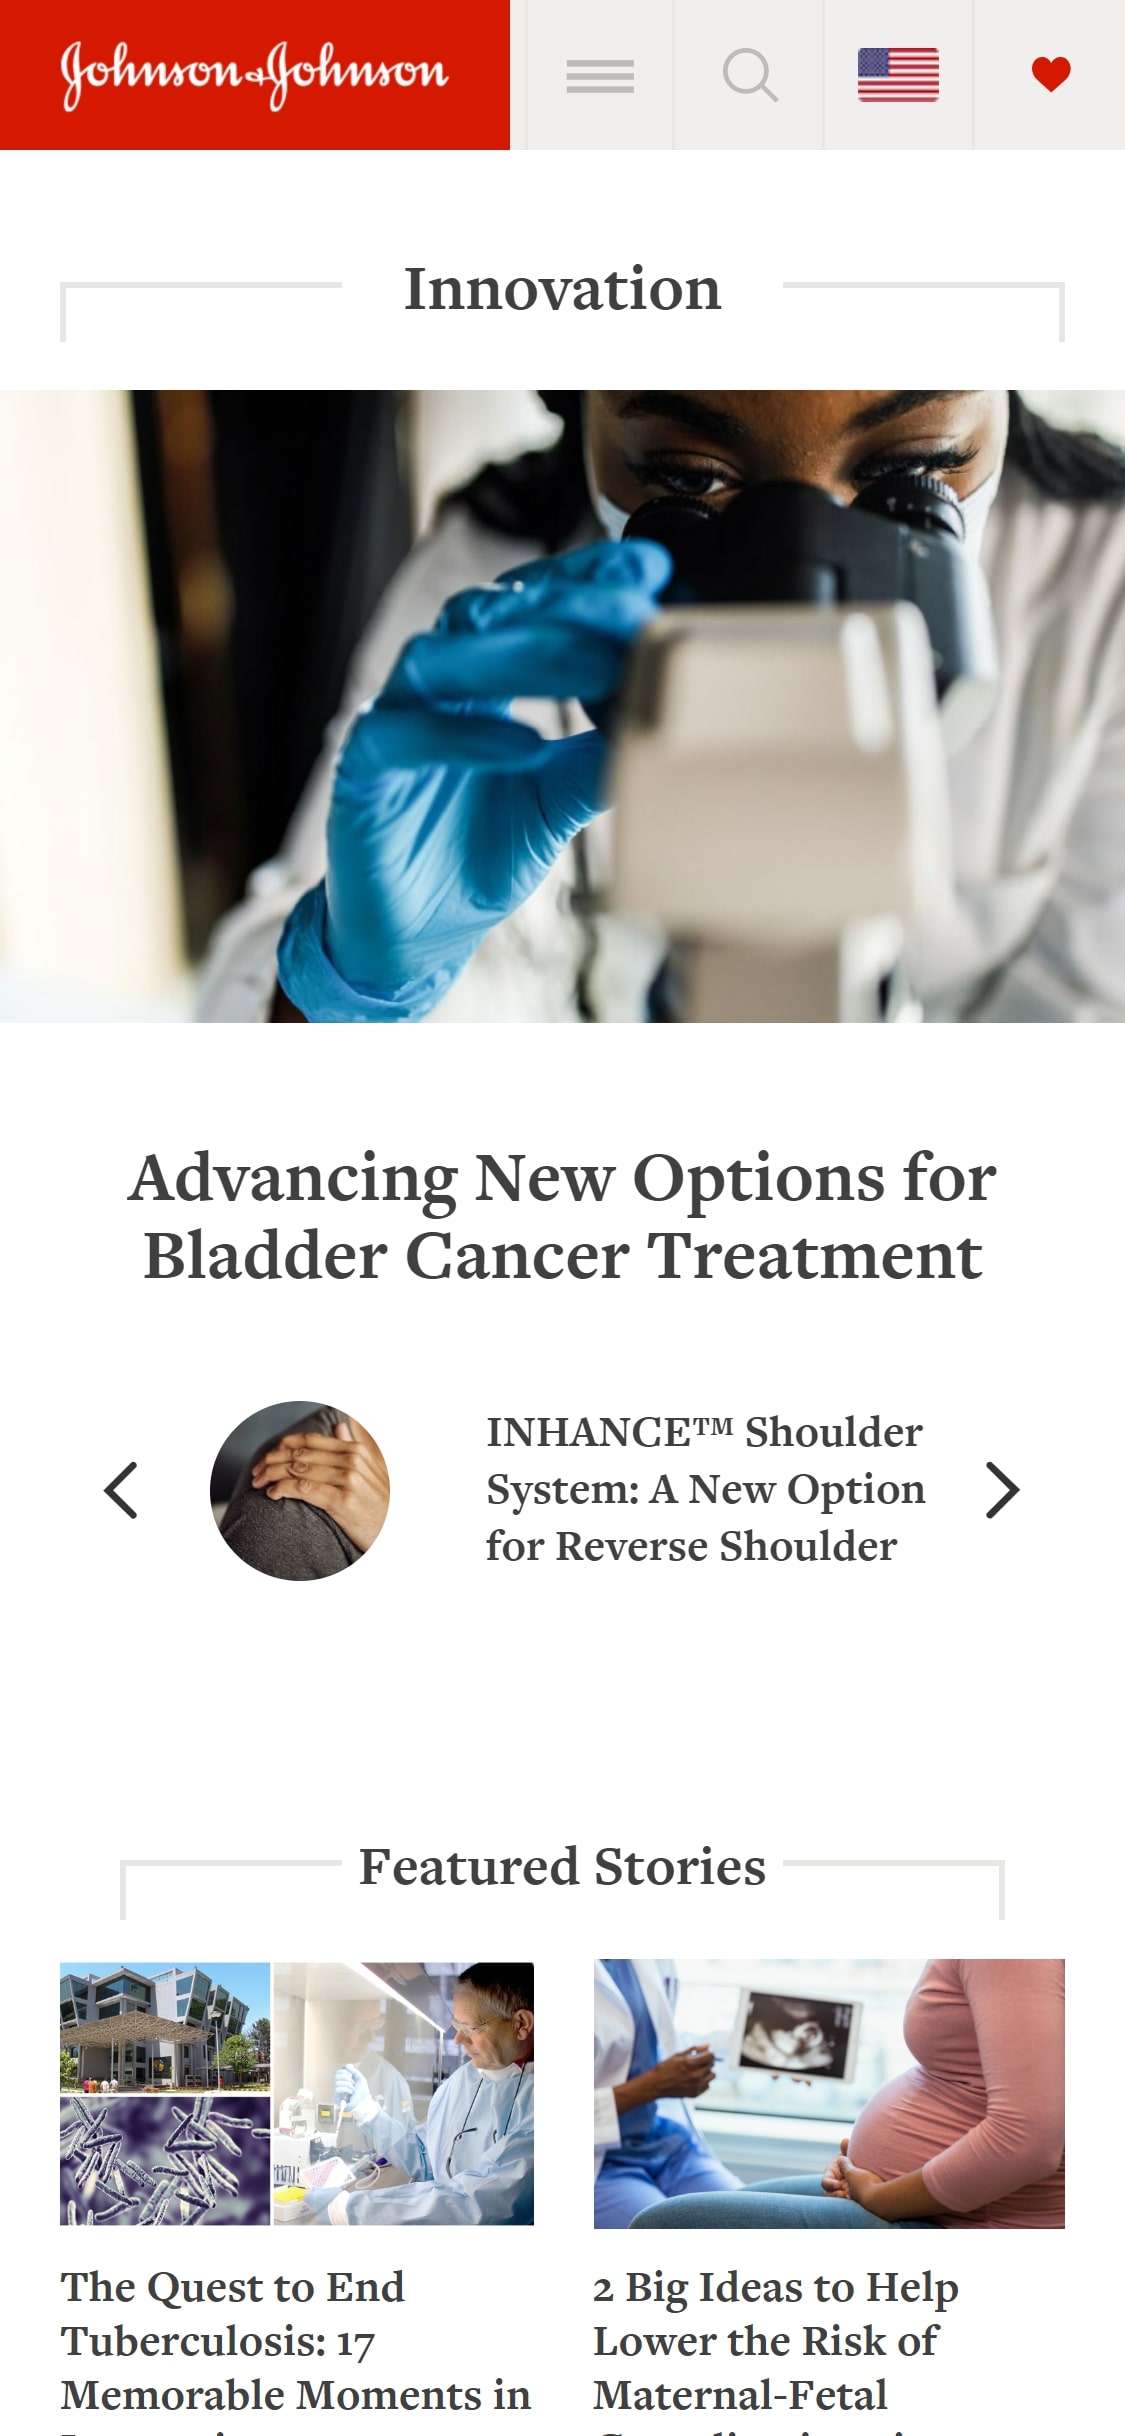 Johnson&Johnson
Innovation
Advancing New Options for
Bladder Cancer Treatment
INHANCE™ Shoulder
System: A New Option
for Reverse Shoulder
Featured Stories
The Quest to End
Tuberculosis: 17
Memorable Moments in
2 Big Ideas to Help
Lower the Risk of
Maternal-Fetal